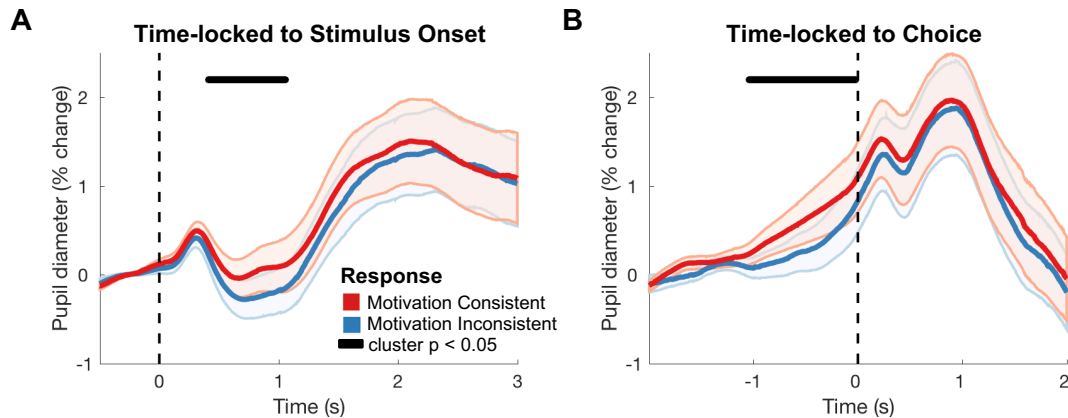 A
Time-locked to Stimulus Onset
Pupil diameter (% change)
2
1
0
-1
0
1
2
3
Time (s)
Response
Motivation Consistent
Motivation Inconsistent
cluster p < 0.05
B
Time-locked to Choice
Pupil diameter (% change)
2
1
0
-1
-1
0
1
2
Time (s)